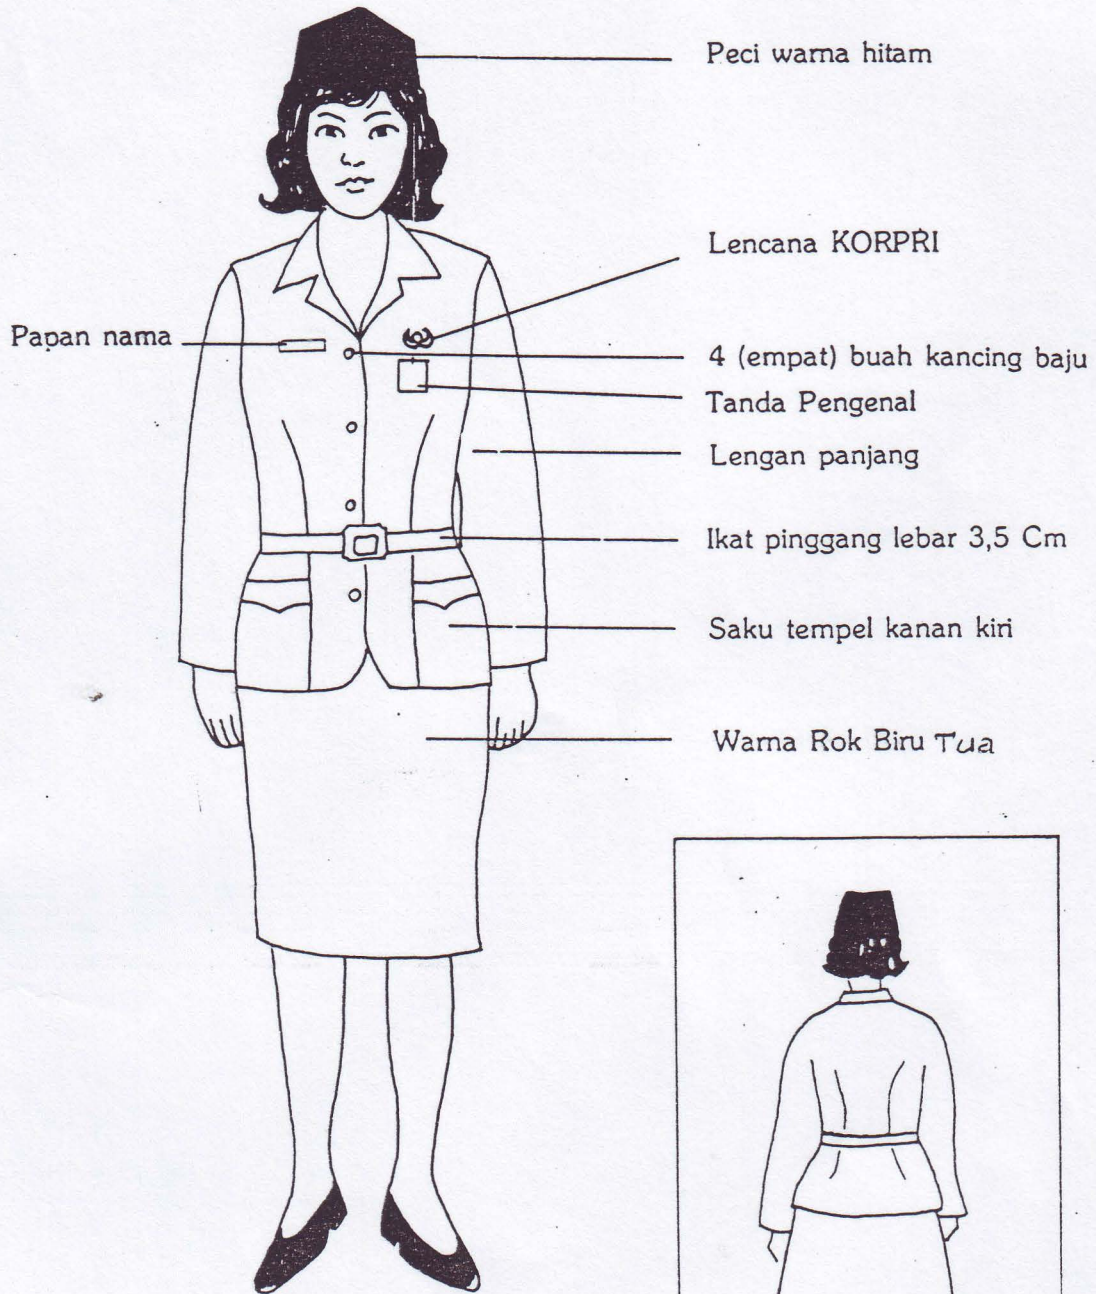 Peci warna hitam
Lencana KORPRI
Papan nama
4 (empat) buah kancing baju
Tanda Pengenal
Lengan panjang
Ikat pinggang lebar 3,5 Cm
Saku tempel kanan kiri
Warna Rok Biru Tua